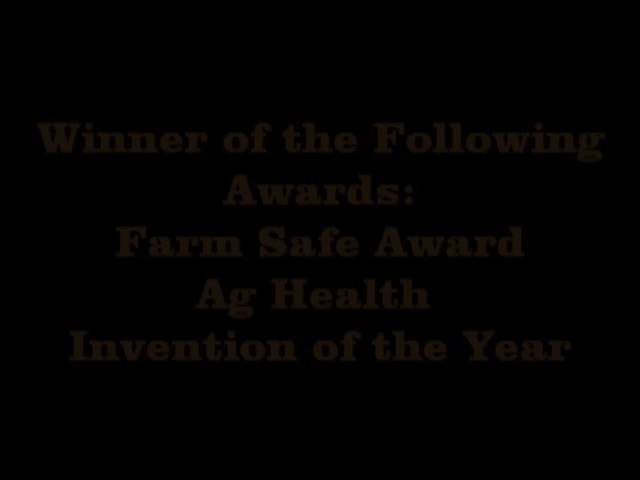 Winner of the Following
Awards:
Farm Safe Award
Ag Health
Invention of the Year